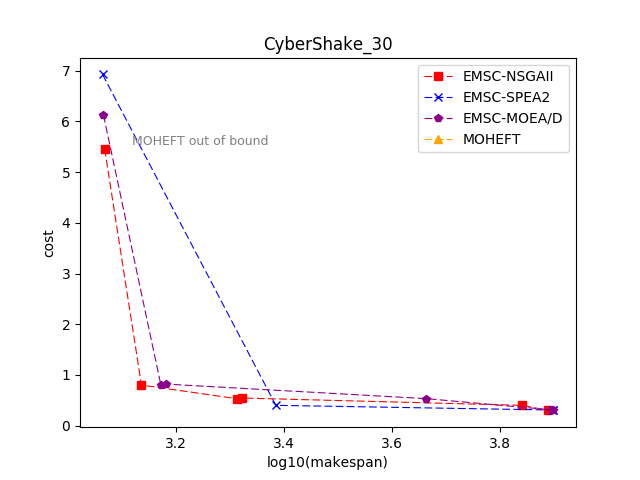 CyberShake_30
7
6
5
4
3
2
1
0
cost
MOHEFT out of bound
EMSC-NSGAII
EMSC-SPEA2
EMSC-MOEA/D
MOHEFT
3.2 3.4 3.6 3.8
log10(makespan)